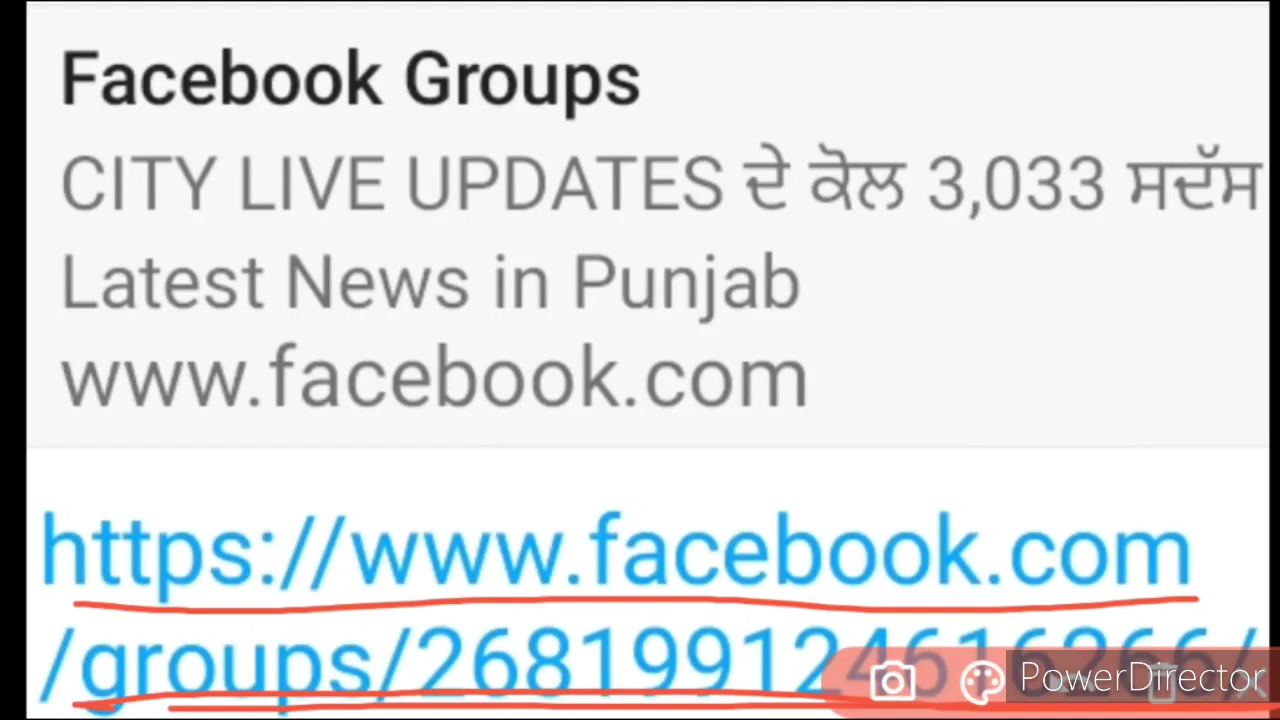 Facebook Groups
CITY LIVE UPDATES ਦੇ ਕੋਲ 3,033 ਸਦੱਸ
Latest News in Punjab
www.facebook.com
https://www.facebook.com
/groups/268199124616266/
PowerDirector